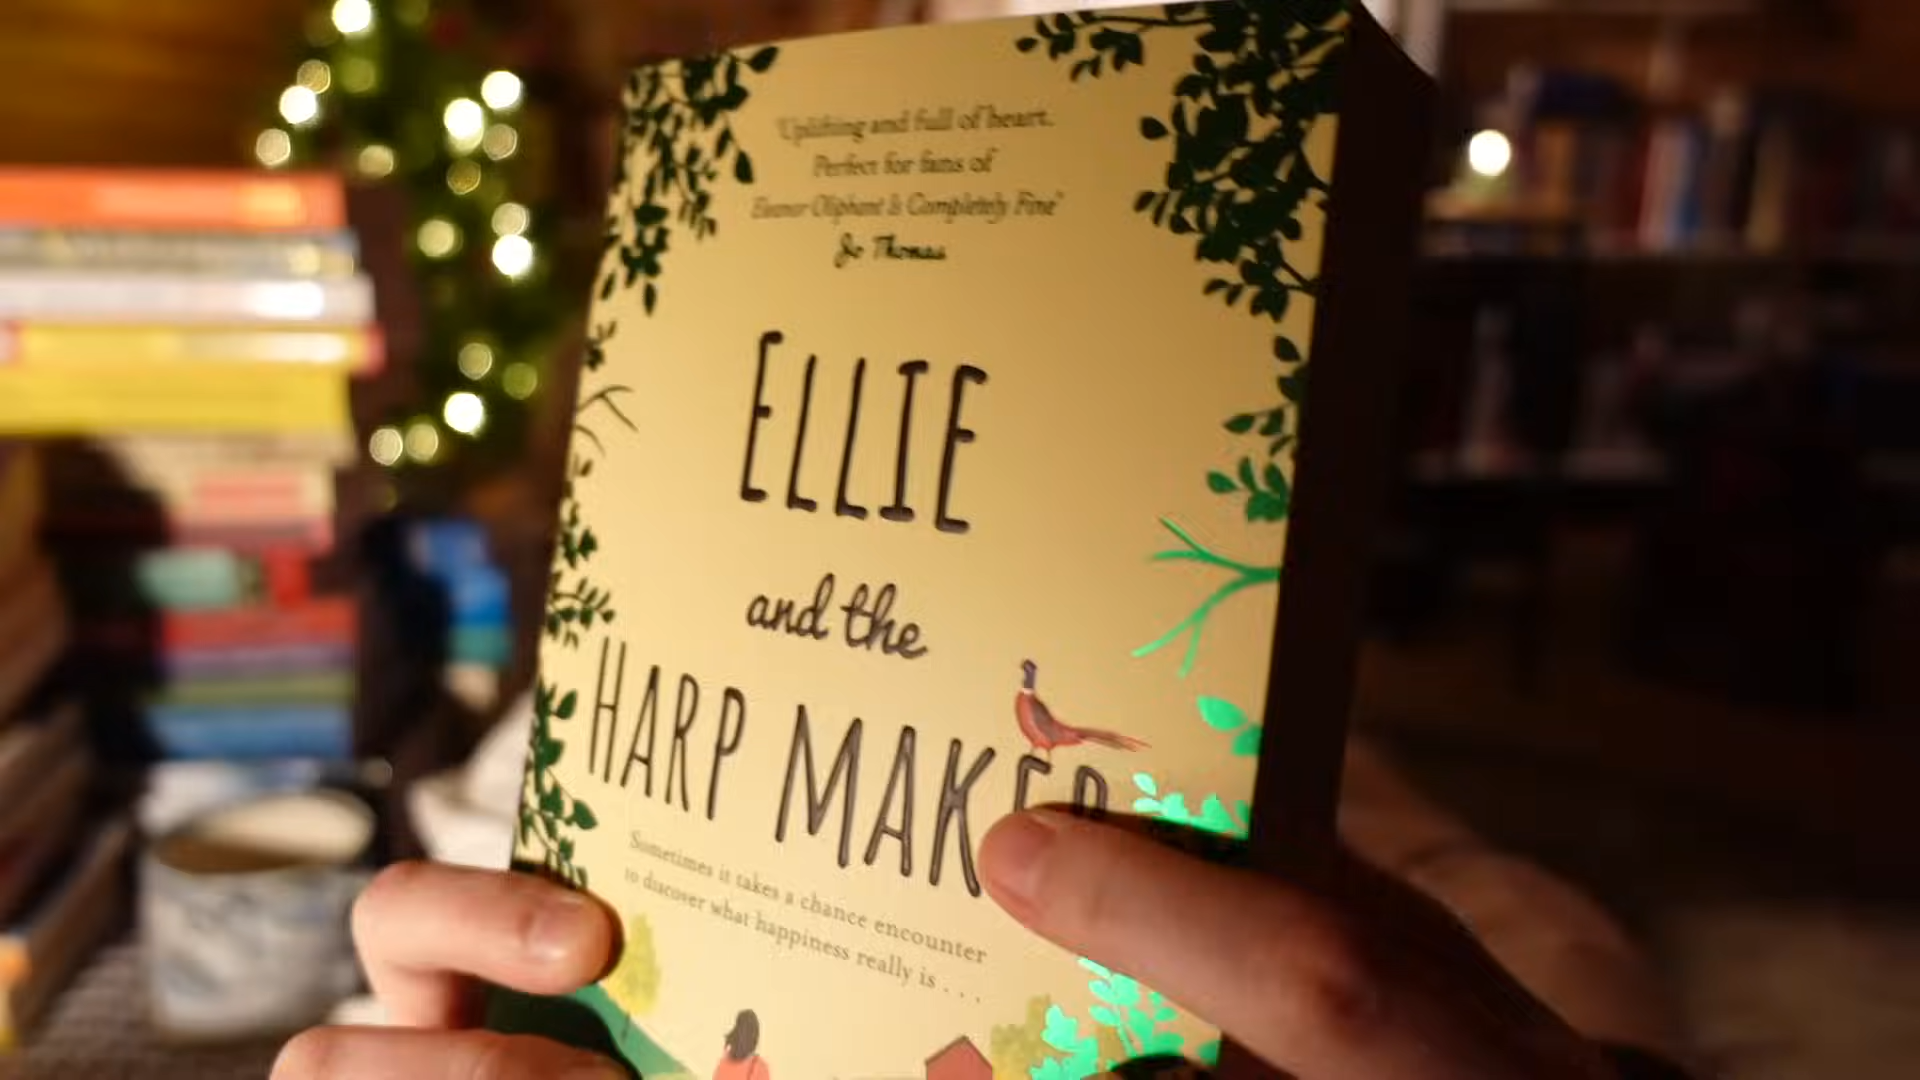 'Uplifting and full of heart.
Perfect for fans of
Eleanor Oliphant Is Completely Fine'
Jo Thomas
ELLIE
and the
HARP MAKER
Sometimes it takes a chance encounter
to discover what happiness really is . . .